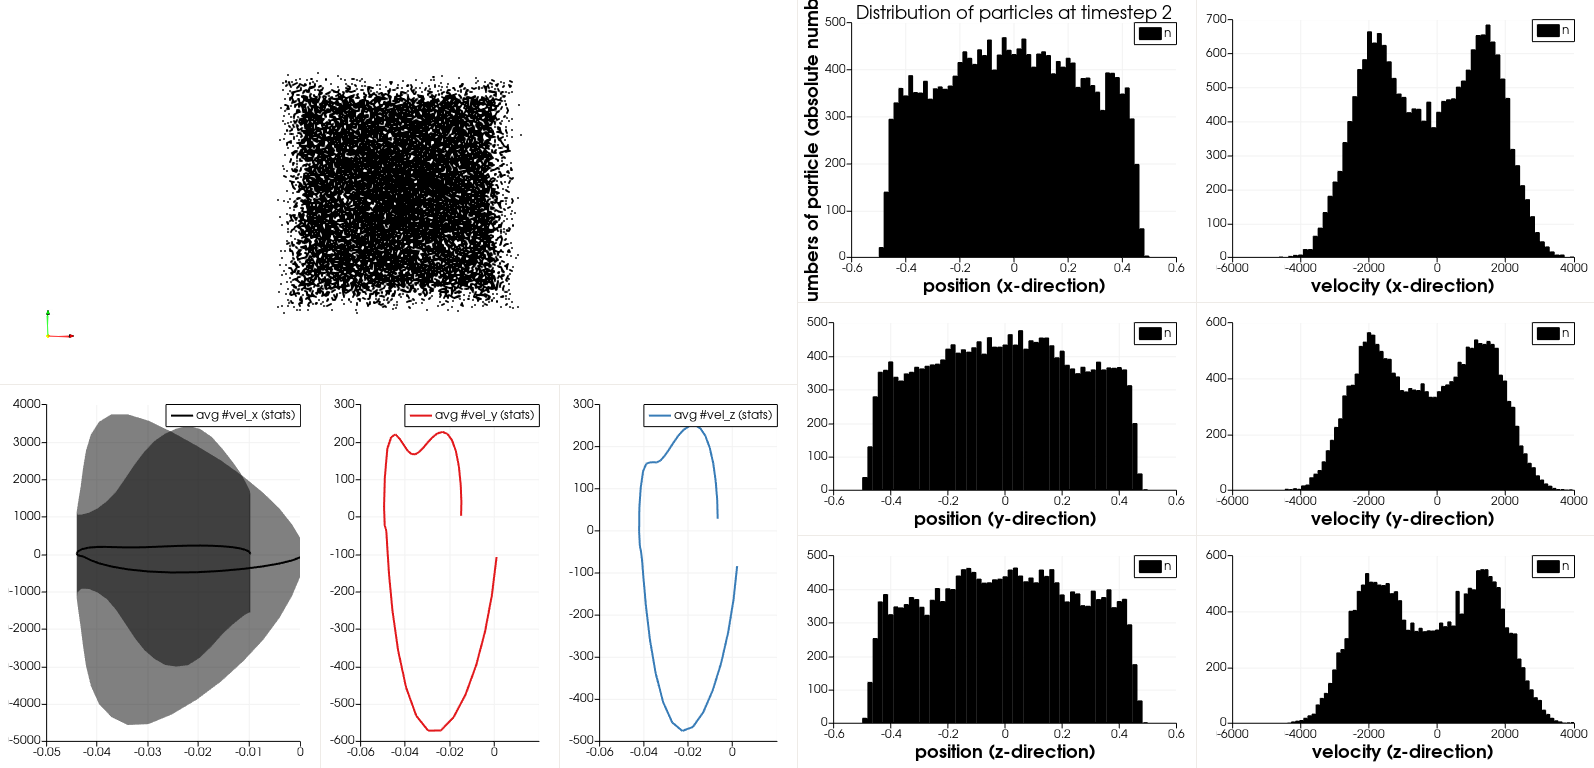 Distribution of particles at timestep 2
umbers of particle (absolute numb
500
400
300
200
100
0
n
-0.6 -0.4 -0.2 0 0.2 0.4 0.6
position (x-direction)
700
600
500
400
300
200
100
0
n
-6000 -4000 -2000 0 2000 4000
velocity (x-direction)
500
400
300
200
100
0
n
-0.6 -0.4 -0.2 0 0.2 0.4 0.6
position (y-direction)
600
400
200
0
n
-6000 -4000 -2000 0 2000 4000
velocity (y-direction)
500
400
300
200
100
0
n
-0.6 -0.4 -0.2 0 0.2 0.4 0.6
position (z-direction)
600
400
200
0
n
-6000 -4000 -2000 0 2000 4000
velocity (z-direction)
4000
3000
2000
1000
0
-1000
-2000
-3000
-4000
-5000
avg #vel_x (stats)
-0.05 -0.04 -0.03 -0.02 -0.01 0
300
200
100
0
-100
-200
-300
-400
-500
-600
avg #vel_y (stats)
-0.06 -0.04 -0.02 0
300
200
100
0
-100
-200
-300
-400
-500
avg #vel_z (stats)
-0.06 -0.04 -0.02 0